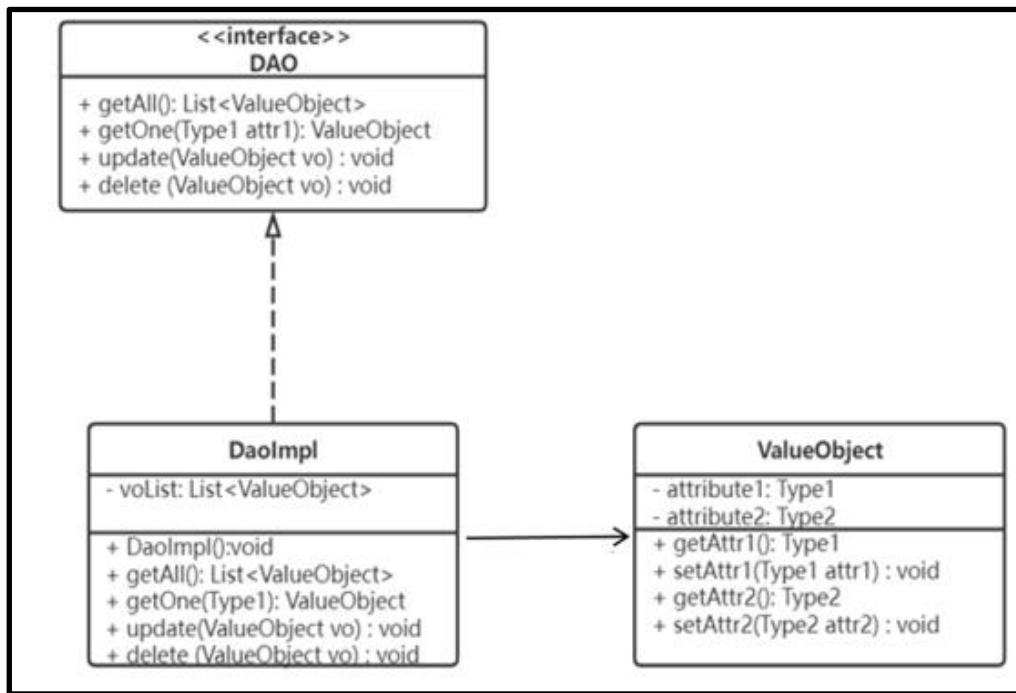 <<interface>>
DAO
+ getAll(): List<ValueObject>
+ getOne(Type1 attr1): ValueObject
+ update(ValueObject vo) : void
+ delete (ValueObject vo) : void
DaoImpl
- voList: List<ValueObject>
+ DaoImpl():void
+ getAll(): List<ValueObject>
+ getOne(Type1): ValueObject
+ update(ValueObject vo) : void
+ delete (ValueObject vo) : void
ValueObject
- attribute1: Type1
- attribute2: Type2
+ getAttr1(): Type1
+ setAttr1(Type1 attr1) : void
+ getAttr2(): Type2
+ setAttr2(Type2 attr2) : void